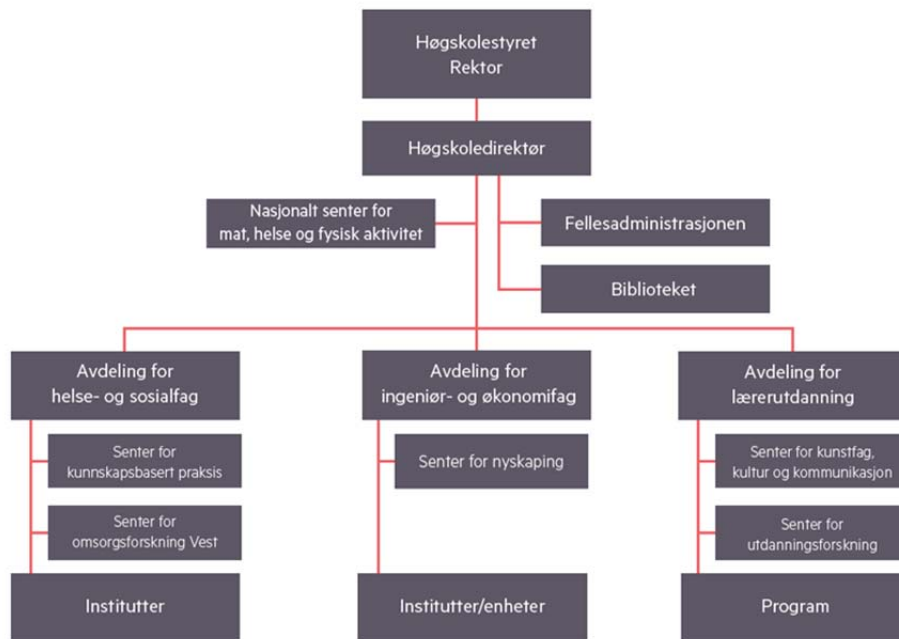 Høgskolestyret
Rektor
Høgskoledirektør
Nasjonalt senter for
mat, helse og fysisk aktivitet
Fellesadministrasjonen
Biblioteket
Avdeling for
helse- og sosialfag
Avdeling for
ingeniør- og økonomifag
Avdeling for
lærerutdanning
Senter for
kunnskapsbasert praksis
Senter for nyskaping
Senter for kunstfag,
kultur og kommunikasjon
Senter for
omsorgsforskning Vest
Senter for
utdanningsforskning
Institutter
Institutter/enheter
Program